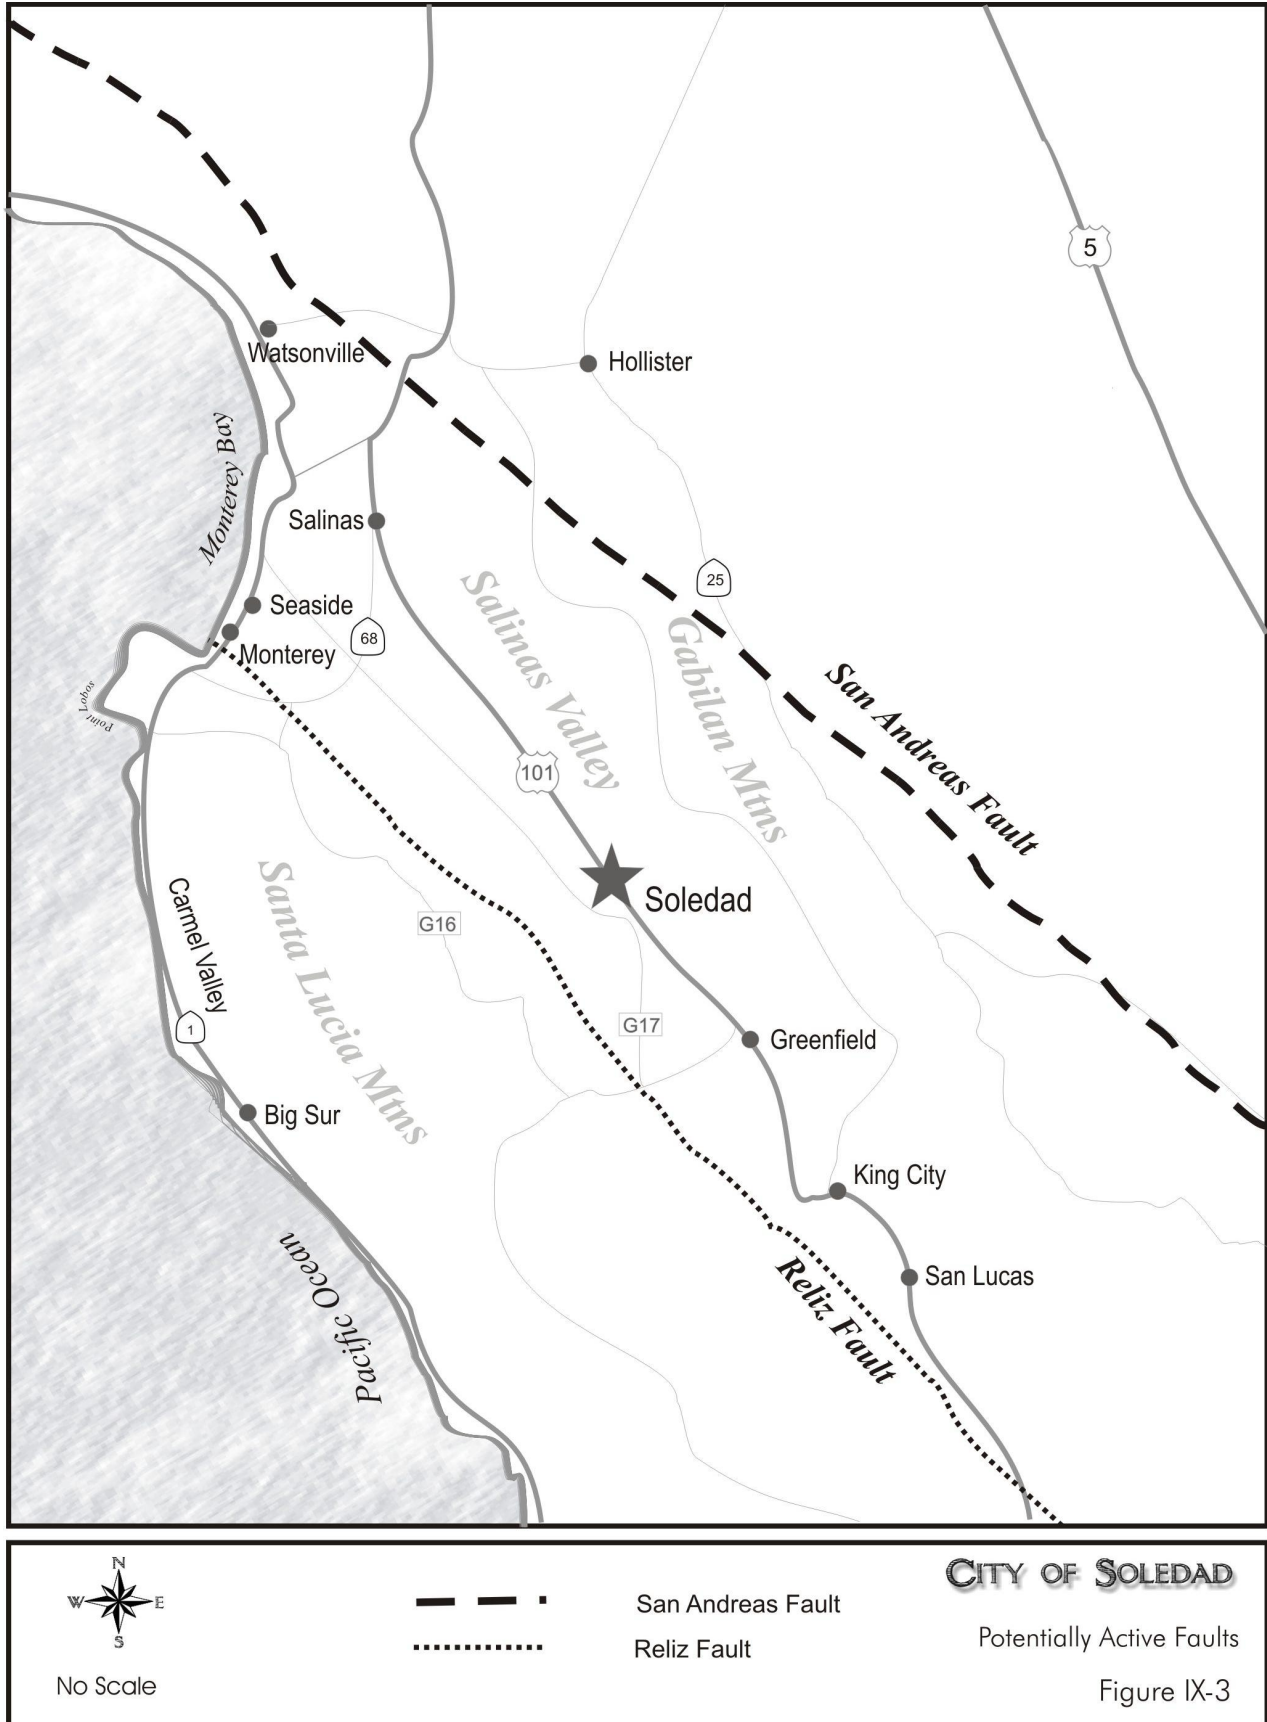 5
Watsonville
Hollister
Monterey Bay
Salinas
25
Seaside
68
Monterey
Salinas Valley
Gabilan Mtns
San Andreas Fault
Point Lobos
101
Soledad
Carmel Valley
Santa Lucia Mtns
G16
G17
1
Greenfield
Big Sur
King City
San Lucas
Reliz Fault
Pacific Ocean
N
W E
S
No Scale
San Andreas Fault
Reliz Fault
CITY OF SOLEDAD
Potentially Active Faults
Figure IX-3